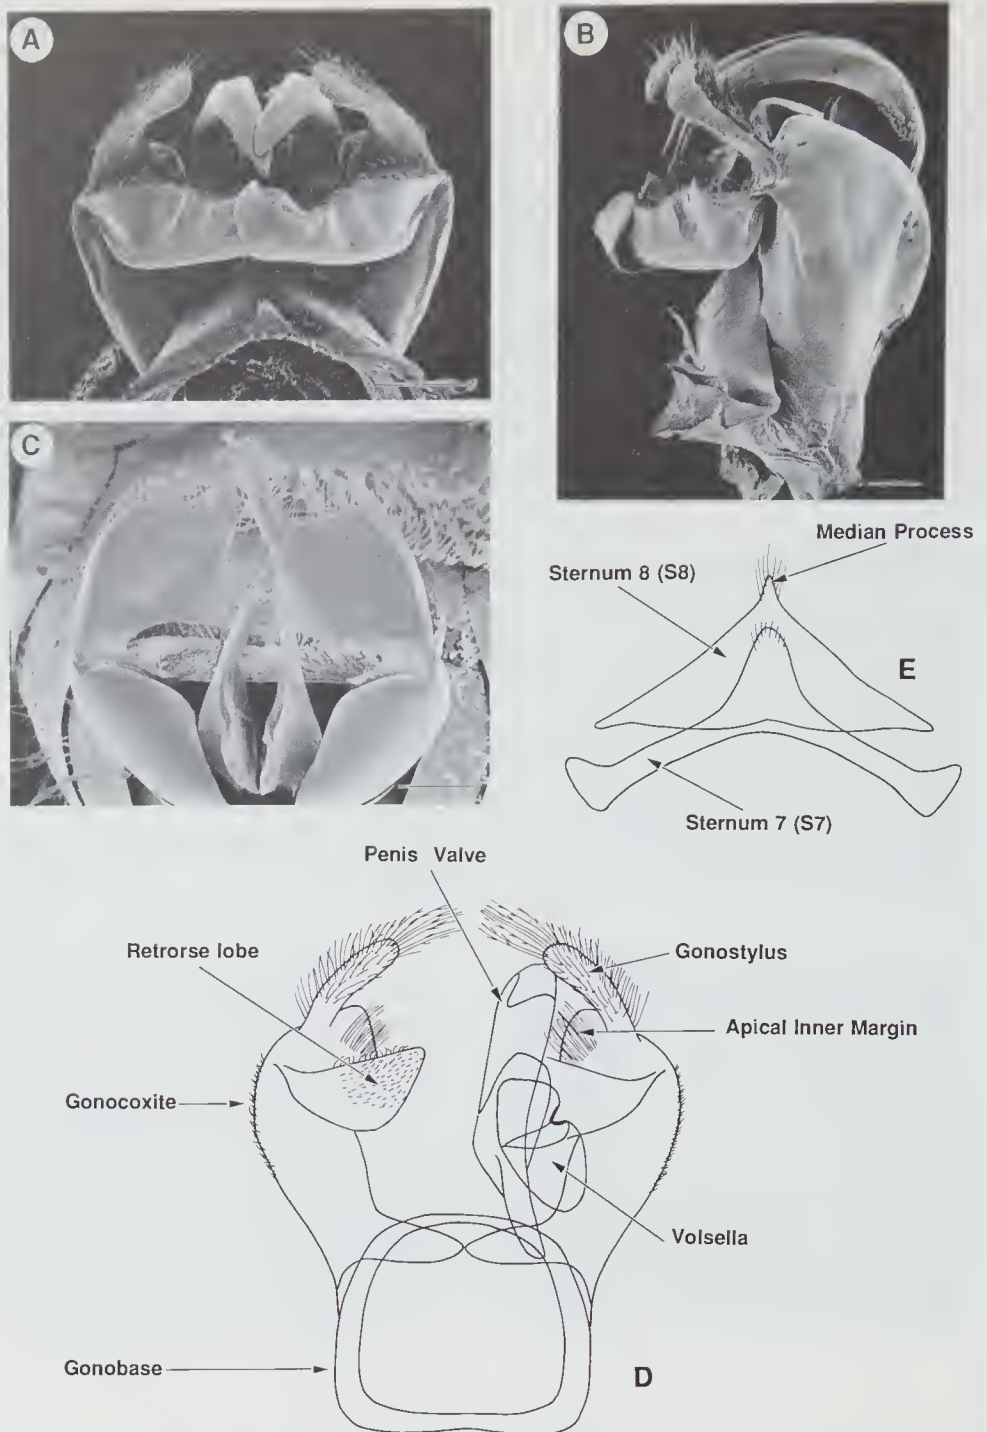 A
B
C
Median Process
Sternum 8 (S8)
E
Sternum 7 (S7)
Penis Valve
Retrorse lobe
Gonostylus
Apical Inner Margin
Gonocoxite
Volsella
Gonobase
D